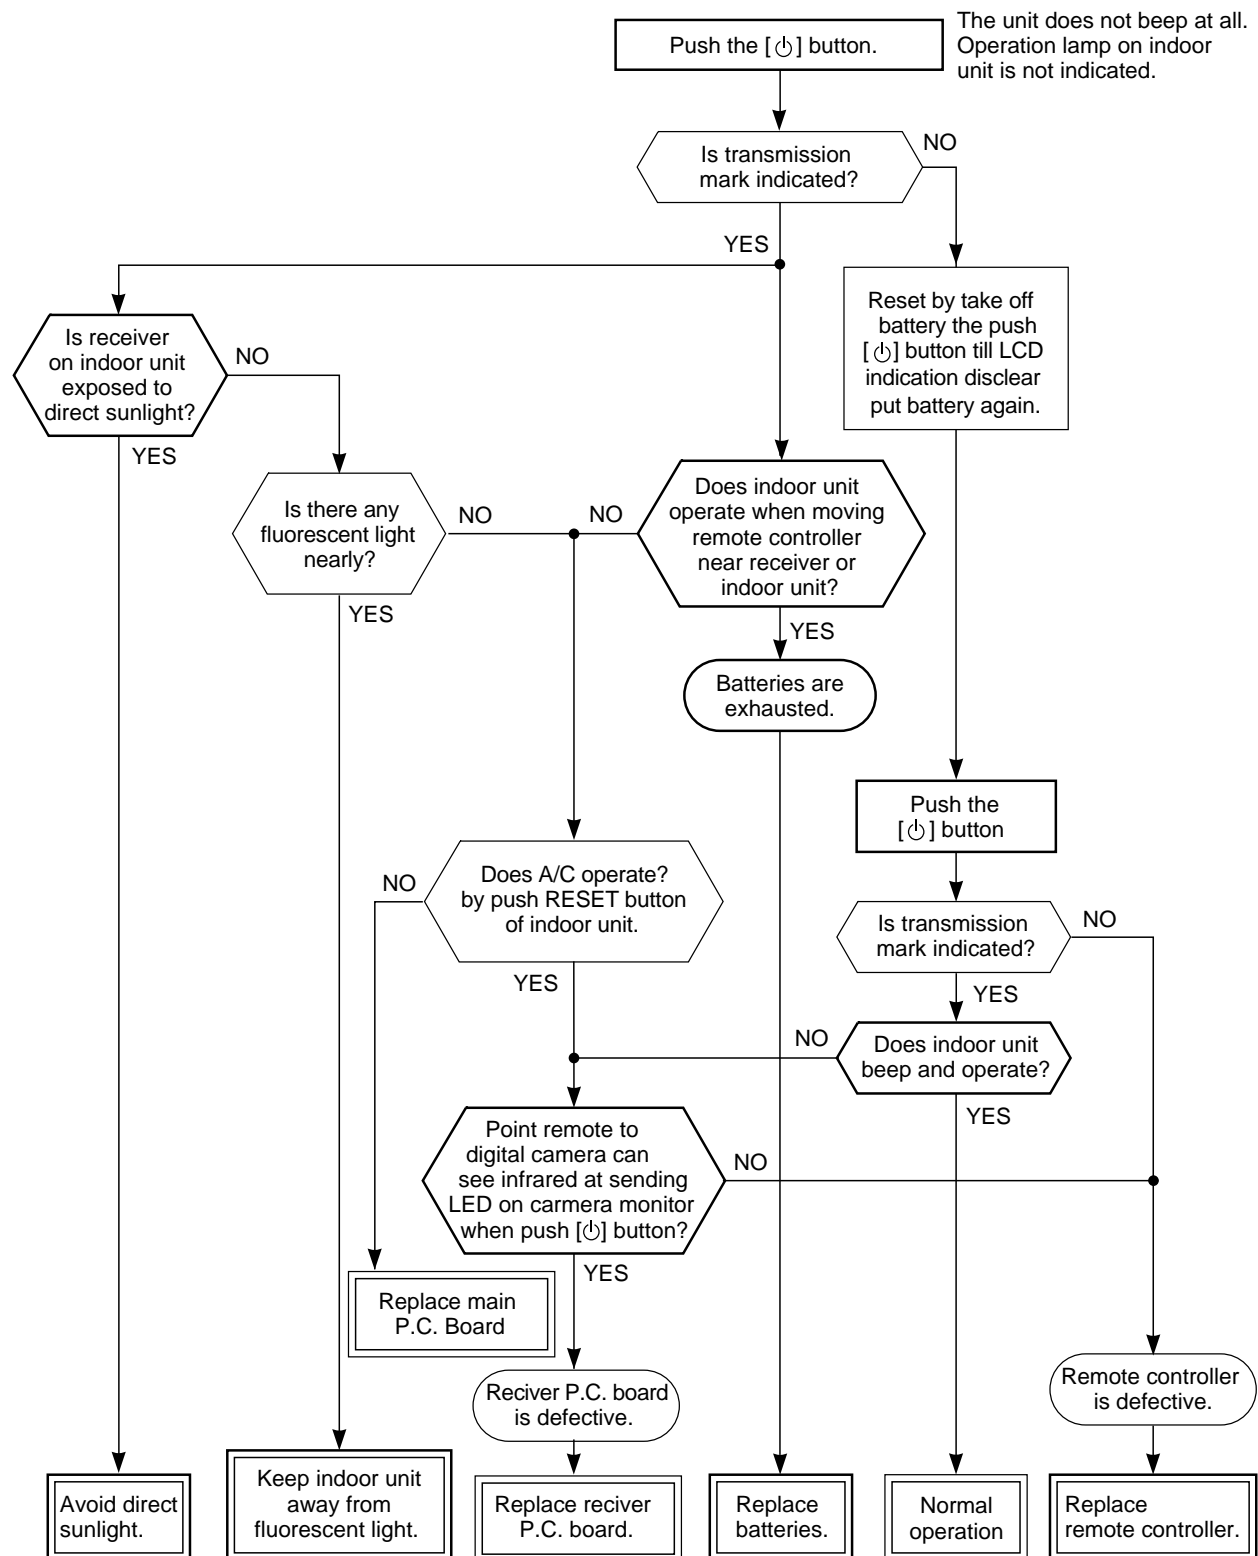 Push the [⏻] button.
The unit does not beep at all.
Operation lamp on indoor
unit is not indicated.
Is transmission
mark indicated?
NO
YES
Is receiver
on indoor unit
exposed to
direct sunlight?
NO
YES
Reset by take off
battery the push
[⏻] button till LCD
indication disclear
put battery again.
Is there any
fluorescent light
nearly?
NO
YES
NO
Does indoor unit
operate when moving
remote controller
near receiver or
indoor unit?
YES
Batteries are
exhausted.
Push the
[⏻] button
Does A/C operate?
by push RESET button
of indoor unit.
NO
YES
Is transmission
mark indicated?
NO
YES
Does indoor unit
beep and operate?
NO
YES
Point remote to
digital camera can
see infrared at sending
LED on carmera monitor
when push [⏻] button?
NO
YES
Replace main
P.C. Board
Reciver P.C. board
is defective.
Remote controller
is defective.
Avoid direct
sunlight.
Keep indoor unit
away from
fluorescent light.
Replace reciver
P.C. board.
Replace
batteries.
Normal
operation
Replace
remote controller.